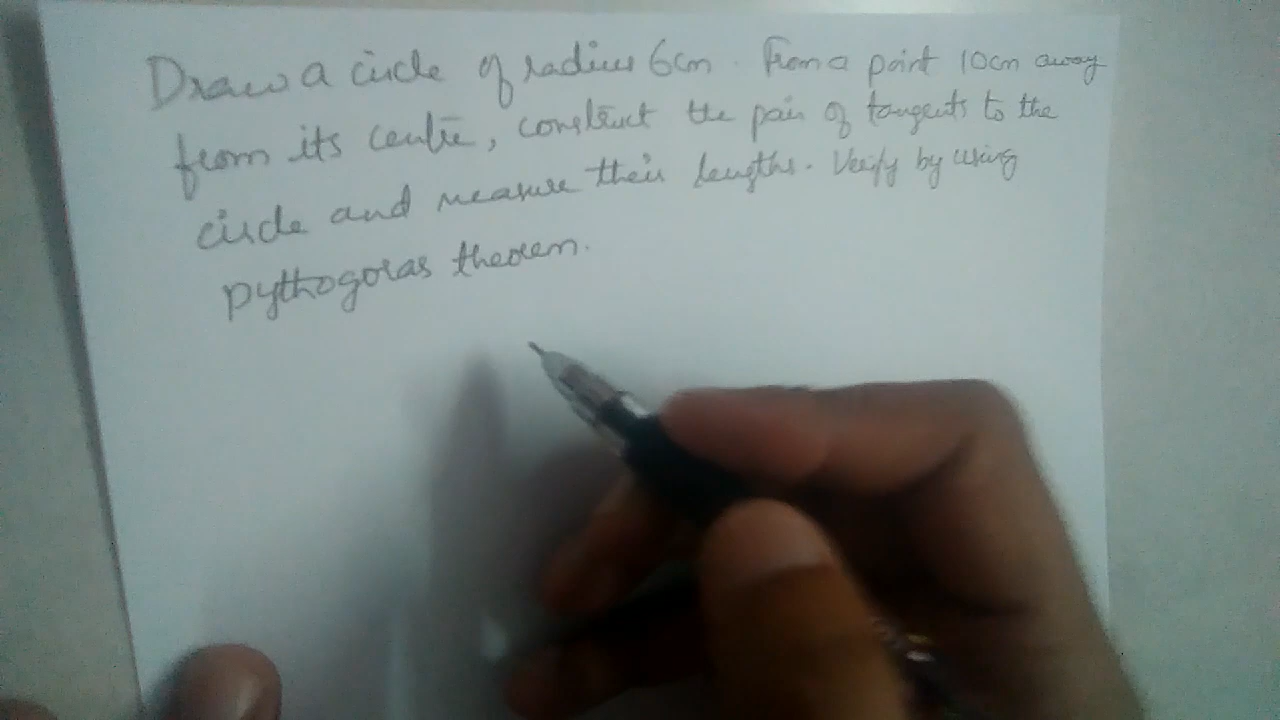 Draw a circle of radius 6cm. From a point 10cm away
from its centre, construct the pair of tangents to the
circle and measure their lengths. Verify by using
pythogoras theorem.